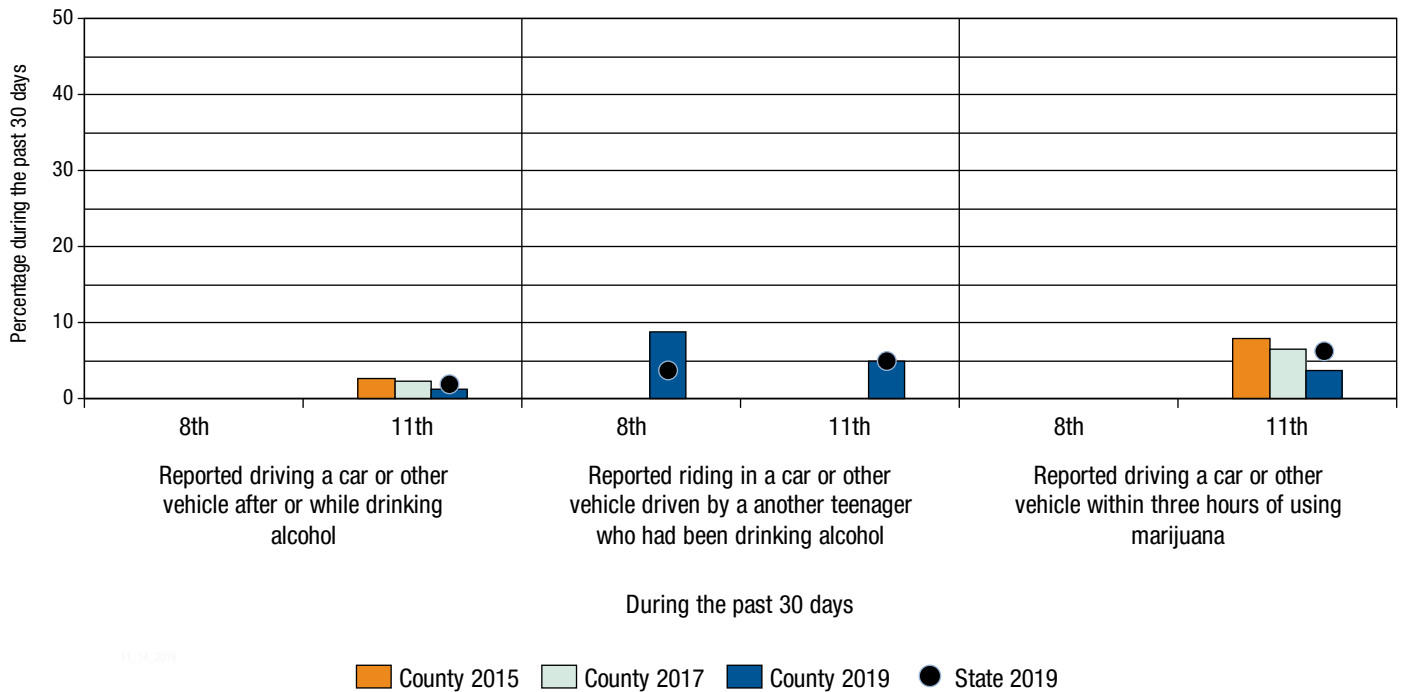 Percentage during the past 30 days
50
40
30
20
10
0
8th
11th
8th
11th
8th
11th
Reported driving a car or other
vehicle after or while drinking
alcohol
Reported riding in a car or other
vehicle driven by a another teenager
who had been drinking alcohol
Reported driving a car or other
vehicle within three hours of using
marijuana
During the past 30 days
County 2015
County 2017
County 2019
State 2019